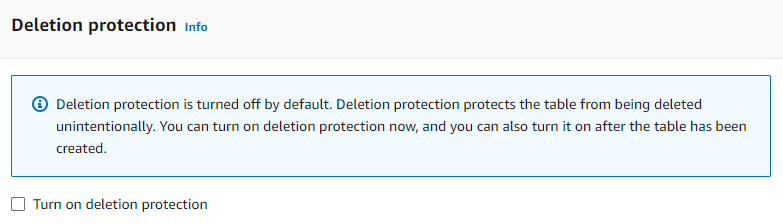 Deletion protection Info
Deletion protection is turned off by default. Deletion protection protects the table from being deleted
unintentionally. You can turn on deletion protection now, and you can also turn it on after the table has been
created.
Turn on deletion protection